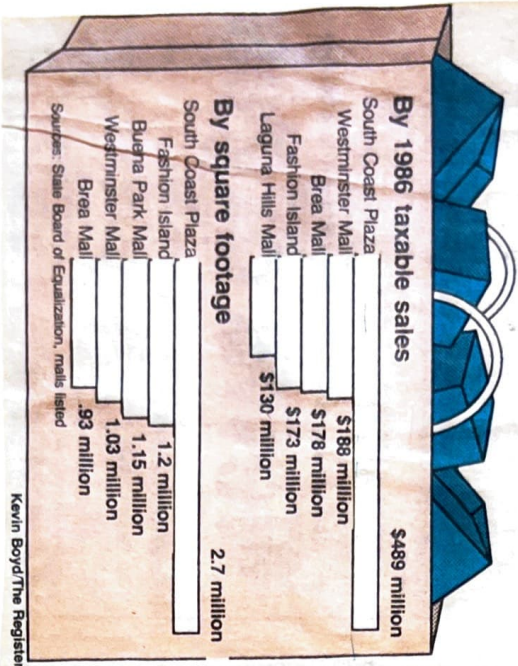 By 1986 taxable sales
South Coast Plaza $489 million
Westminster Mall $188 million
Brea Mall $178 million
Fashion Island $173 million
Laguna Hills Mall $130 million
By square footage
South Coast Plaza 2.7 million
Fashion Island 1.2 million
Buena Park Mall 1.15 million
Westminster Mall 1.03 million
Brea Mall .93 million
Sources: State Board of Equalization, malls listed
Kevin Boyd/The Register